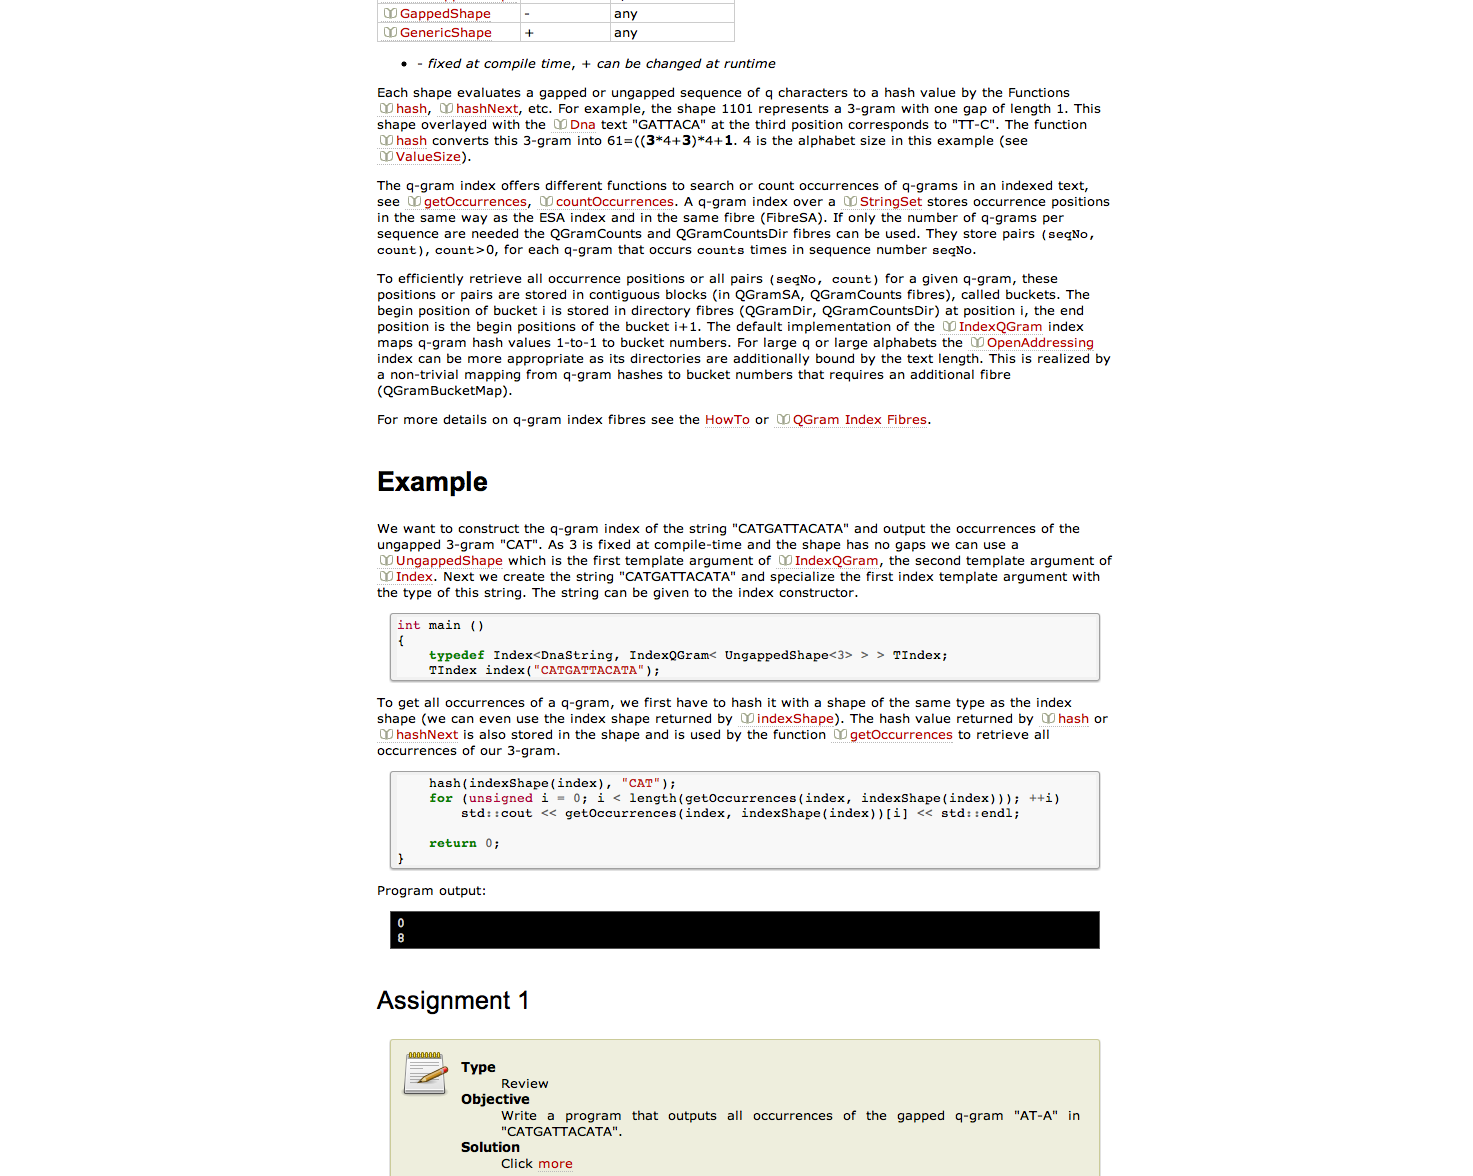 GappedShape - any
GenericShape + any
• - fixed at compile time, + can be changed at runtime
Each shape evaluates a gapped or ungapped sequence of q characters to a hash value by the Functions
hash, hashNext, etc. For example, the shape 1101 represents a 3-gram with one gap of length 1. This
shape overlayed with the Dna text "GATTACA" at the third position corresponds to "TT-C". The function
hash converts this 3-gram into 61=((3*4+3)*4+1. 4 is the alphabet size in this example (see
ValueSize).
The q-gram index offers different functions to search or count occurrences of q-grams in an indexed text,
see getOccurrences, countOccurrences. A q-gram index over a StringSet stores occurrence positions
in the same way as the ESA index and in the same fibre (FibreSA). If only the number of q-grams per
sequence are needed the QGramCounts and QGramCountsDir fibres can be used. They store pairs (seqNo,
count), count>0, for each q-gram that occurs counts times in sequence number seqNo.
To efficiently retrieve all occurrence positions or all pairs (seqNo, count) for a given q-gram, these
positions or pairs are stored in contiguous blocks (in QGramSA, QGramCounts fibres), called buckets. The
begin position of bucket i is stored in directory fibres (QGramDir, QGramCountsDir) at position i, the end
position is the begin positions of the bucket i+1. The default implementation of the IndexQGram index
maps q-gram hash values 1-to-1 to bucket numbers. For large q or large alphabets the OpenAddressing
index can be more appropriate as its directories are additionally bound by the text length. This is realized by
a non-trivial mapping from q-gram hashes to bucket numbers that requires an additional fibre
(QGramBucketMap).
For more details on q-gram index fibres see the HowTo or QGram Index Fibres.
Example
We want to construct the q-gram index of the string "CATGATTACATA" and output the occurrences of the
ungapped 3-gram "CAT". As 3 is fixed at compile-time and the shape has no gaps we can use a
UngappedShape which is the first template argument of IndexQGram, the second template argument of
Index. Next we create the string "CATGATTACATA" and specialize the first index template argument with
the type of this string. The string can be given to the index constructor.
int main ()
{
    typedef Index<DnaString, IndexQGram< UngappedShape<3> > > TIndex;
    TIndex index("CATGATTACATA");
To get all occurrences of a q-gram, we first have to hash it with a shape of the same type as the index
shape (we can even use the index shape returned by indexShape). The hash value returned by hash or
hashNext is also stored in the shape and is used by the function getOccurrences to retrieve all
occurrences of our 3-gram.
    hash(indexShape(index), "CAT");
    for (unsigned i = 0; i < length(getOccurrences(index, indexShape(index))); ++i)
        std::cout << getOccurrences(index, indexShape(index))[i] << std::endl;
    return 0;
}
Program output:
0
8
Assignment 1
Type
Review
Objective
Write a program that outputs all occurrences of the gapped q-gram "AT-A" in
"CATGATTACATA".
Solution
Click more